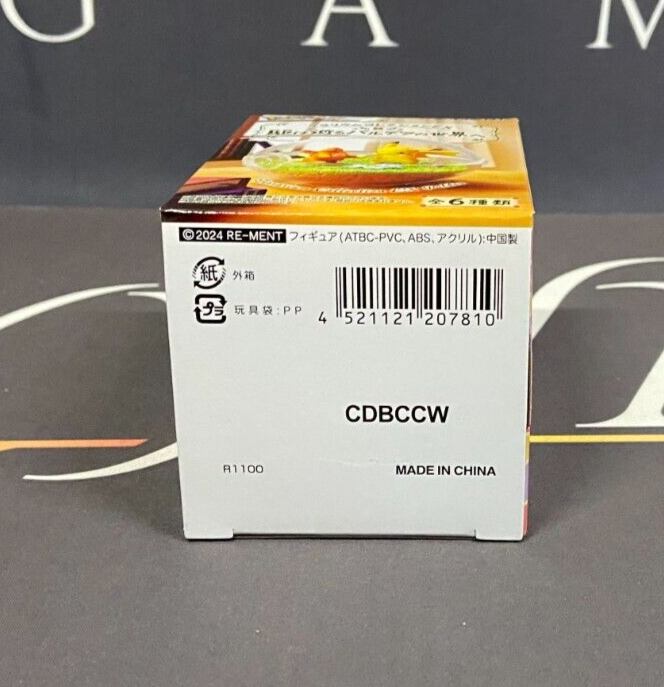 G A M
全6種類
©2024 RE-MENT フィギュア(ATBC-PVC、ABS、アクリル):中国製
紙 外箱
プラ 玩具袋:PP
4 521121 207810
CDBCCW
R1100
MADE IN CHINA